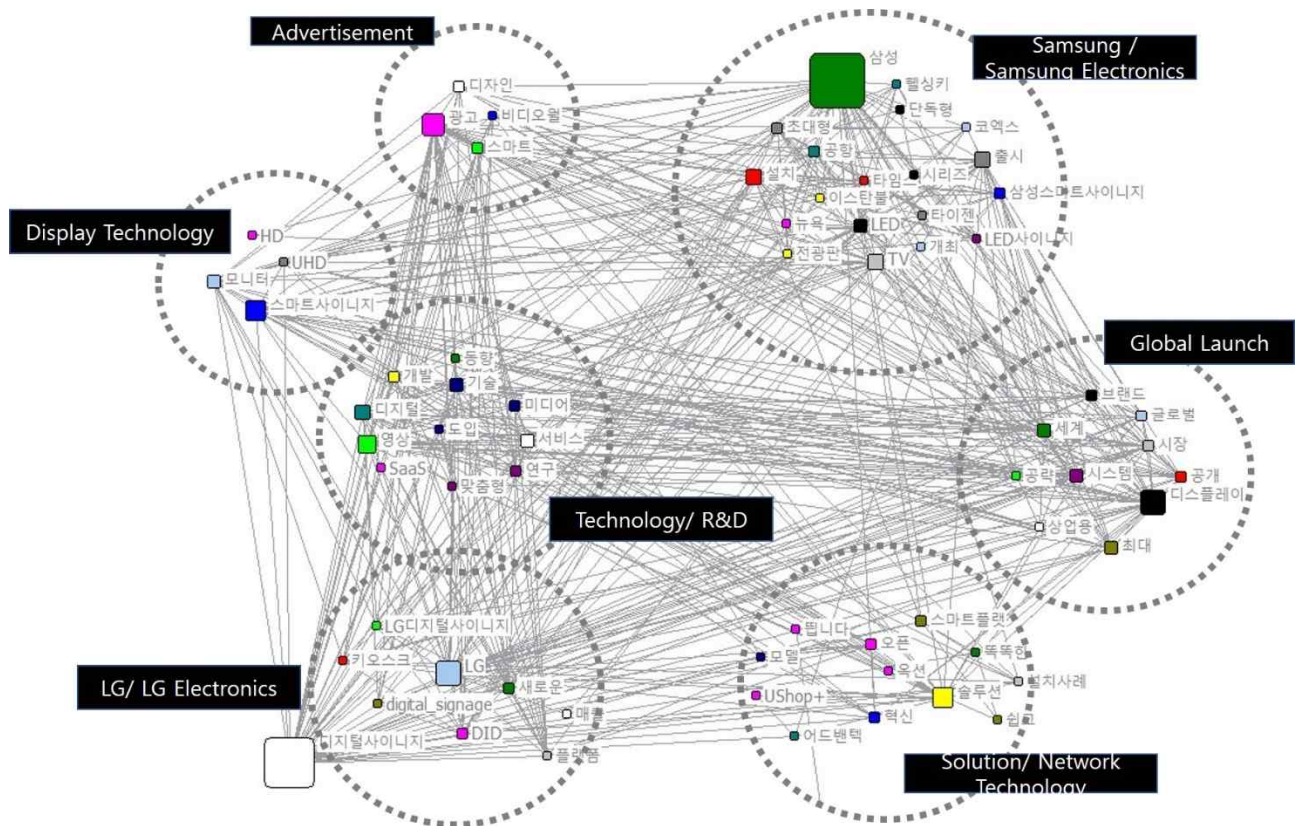 Advertisement
디자인
광고
비디오월
스마트
Samsung /
Samsung Electronics
삼성
헬싱키
단독형
초대형
코엑스
공항
출시
설치
타임
시리즈
이스탄불
삼성스마트사이니지
뉴욕
타이젠
LED
LED사이니지
개최
전광판
TV
Display Technology
HD
UHD
모니터
스마트사이니지
동향
개발
기술
디지털
미디어
도입
영상
서비스
SaaS
연구
맞춤형
Technology/ R&D
Global Launch
브랜드
글로벌
세계
시장
공략
시스템
공개
디스플레이
상업용
최대
LG/ LG Electronics
LG디지털사이니지
키오스크
LG
새로운
digital_signage
매월
DID
디지털사이니지
플랫폼
스마트플랫
뜹니다
오픈
모델
똑똑한
옥션
설치사례
UShop+
솔루션
혁신
쉽고
어드밴텍
Solution/ Network
Technology